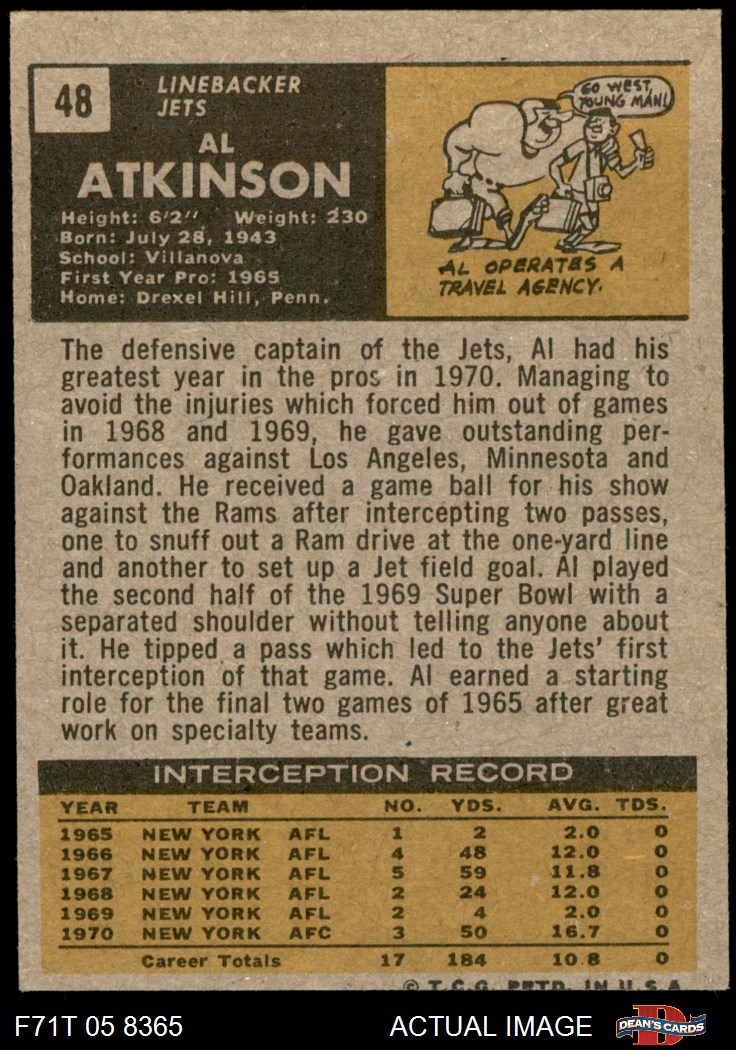 48
LINEBACKER
JETS
AL
ATKINSON
Height: 6'2" Weight: 230
Born: July 28, 1943
School: Villanova
First Year Pro: 1965
Home: Drexel Hill, Penn.
GO WEST,
YOUNG MAN!
AL OPERATES A
TRAVEL AGENCY.
The defensive captain of the Jets, Al had his
greatest year in the pros in 1970. Managing to
avoid the injuries which forced him out of games
in 1968 and 1969, he gave outstanding per-
formances against Los Angeles, Minnesota and
Oakland. He received a game ball for his show
against the Rams after intercepting two passes,
one to snuff out a Ram drive at the one-yard line
and another to set up a Jet field goal. Al played
the second half of the 1969 Super Bowl with a
separated shoulder without telling anyone about
it. He tipped a pass which led to the Jets' first
interception of that game. Al earned a starting
role for the final two games of 1965 after great
work on specialty teams.
INTERCEPTION RECORD
YEAR TEAM NO. YDS. AVG. TDS.
1965 NEW YORK AFL 1 2 2.0 0
1966 NEW YORK AFL 4 48 12.0 0
1967 NEW YORK AFL 5 59 11.8 0
1968 NEW YORK AFL 2 24 12.0 0
1969 NEW YORK AFL 2 4 2.0 0
1970 NEW YORK AFC 3 50 16.7 0
Career Totals 17 184 10.8 0
© T.C.G. PRTD. IN U.S.A.
F71T 05 8365 ACTUAL IMAGE DEAN'S CARDS